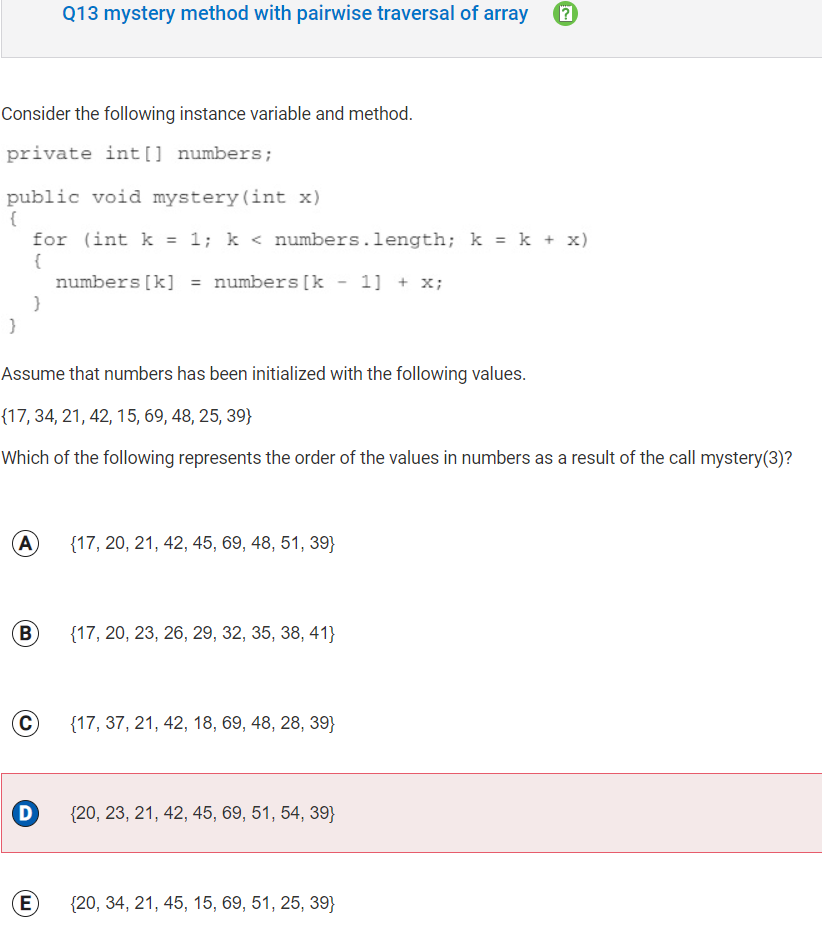 Q13 mystery method with pairwise traversal of array
Consider the following instance variable and method.
private int[] numbers;
public void mystery(int x)
{
for (int k = 1; k < numbers.length; k = k + x)
{
numbers[k] = numbers[k - 1] + x;
}
}
Assume that numbers has been initialized with the following values.
{17, 34, 21, 42, 15, 69, 48, 25, 39}
Which of the following represents the order of the values in numbers as a result of the call mystery(3)?
A {17, 20, 21, 42, 45, 69, 48, 51, 39}
B {17, 20, 23, 26, 29, 32, 35, 38, 41}
C {17, 37, 21, 42, 18, 69, 48, 28, 39}
D {20, 23, 21, 42, 45, 69, 51, 54, 39}
E {20, 34, 21, 45, 15, 69, 51, 25, 39}